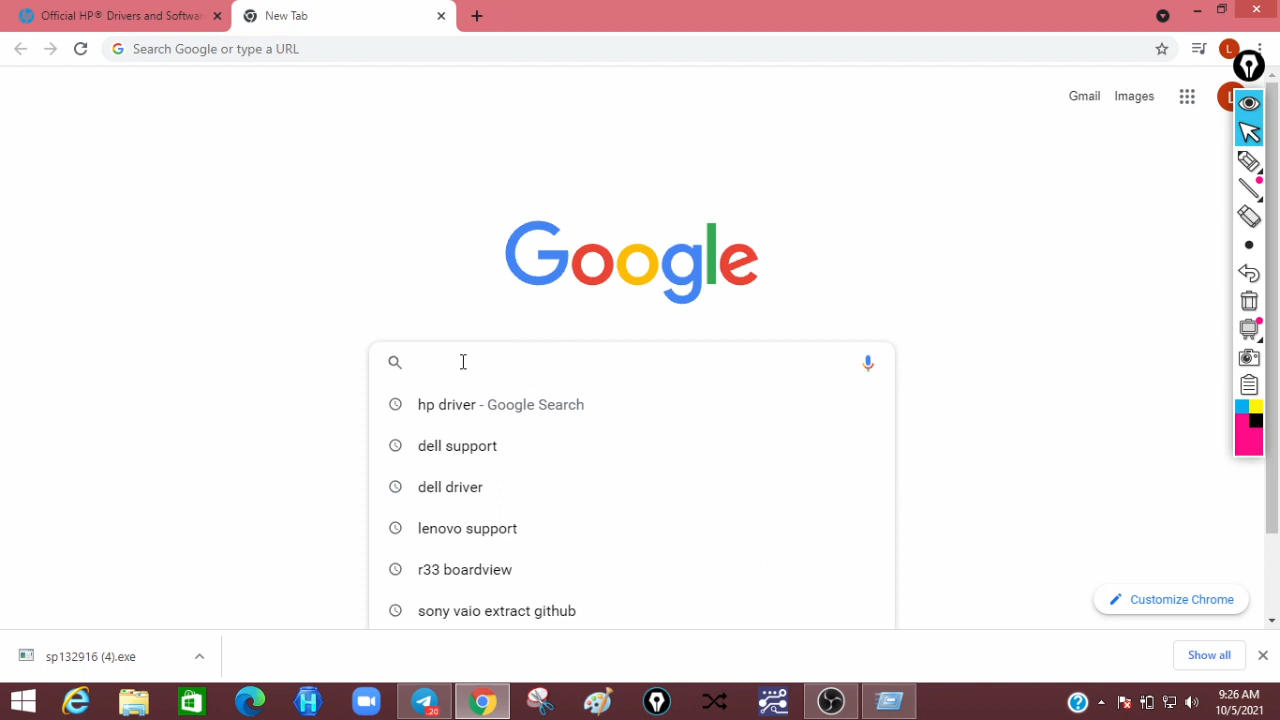 Official HP® Drivers and Softwar
New Tab
Search Google or type a URL
L
Gmail
Images
L
Google
hp driver - Google Search
dell support
dell driver
lenovo support
r33 boardview
sony vaio extract github
Customize Chrome
sp132916 (4).exe
Show all
20
9:26 AM
10/5/2021